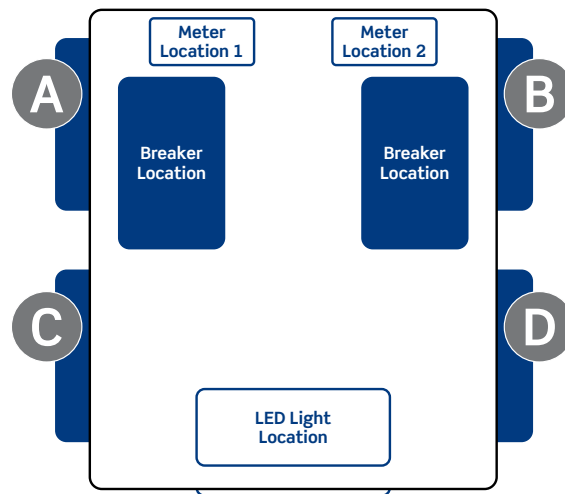 Meter
Location 1
Meter
Location 2
A
B
Breaker
Location
Breaker
Location
C
D
LED Light
Location